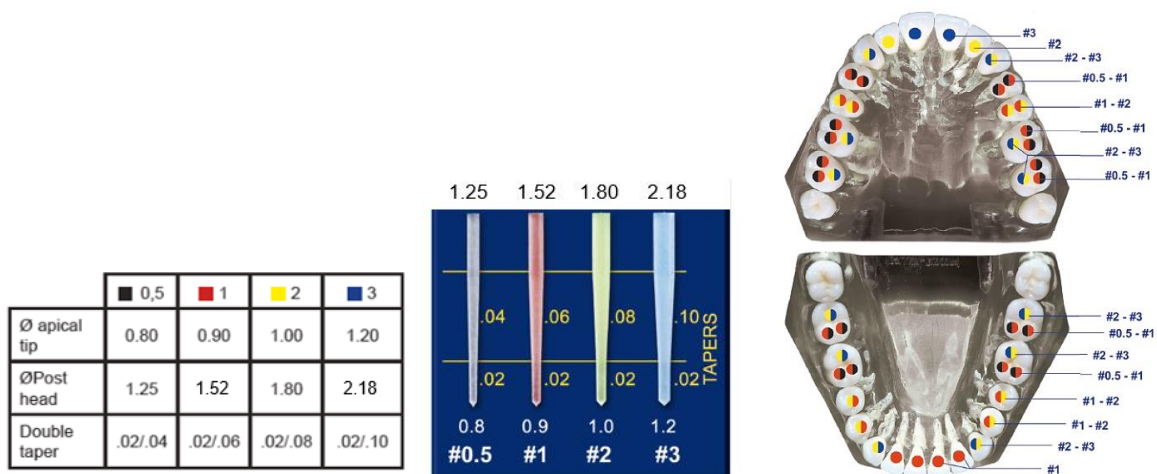 0,5 1 2 3
Ø apical tip 0.80 0.90 1.00 1.20
ØPost head 1.25 1.52 1.80 2.18
Double taper .02/.04 .02/.06 .02/.08 .02/.10
1.25 1.52 1.80 2.18
.04 .06 .08 .10
.02 .02 .02 .02
TAPERS
0.8 0.9 1.0 1.2
#0.5 #1 #2 #3
#3
#2
#2 - #3
#0.5 - #1
#1 - #2
#0.5 - #1
#2 - #3
#0.5 - #1
#2 - #3
#0.5 - #1
#2 - #3
#0.5 - #1
#1 - #2
#1 - #2
#2 - #3
#1